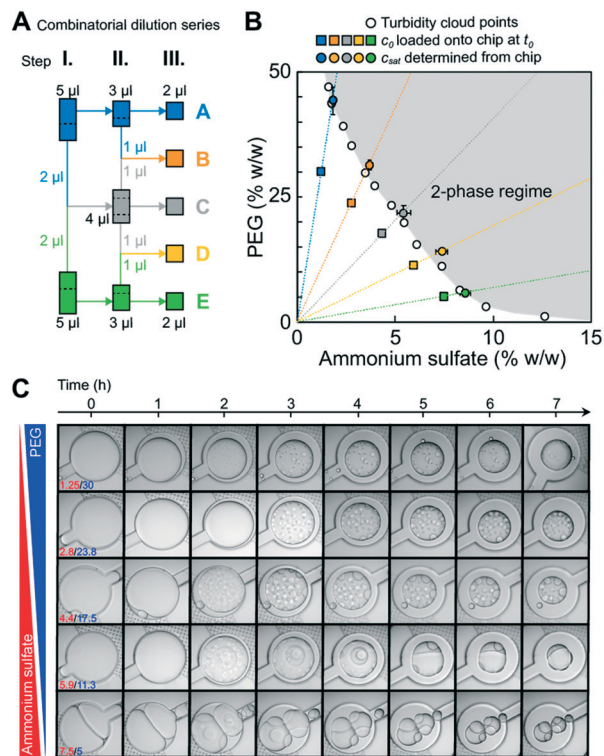 A Combinatorial dilution series
Step I. II. III.
5 µl 3 µl 2 µl
A
1 µl
B
2 µl
1 µl
C
4 µl
2 µl
1 µl
D
1 µl
E
5 µl 3 µl 2 µl
B
Turbidity cloud points
c0 loaded onto chip at t0
csat determined from chip
50
25
0
PEG (% w/w)
2-phase regime
0 5 10 15
Ammonium sulfate (% w/w)
C
Time (h)
0 1 2 3 4 5 6 7
PEG
Ammonium sulfate
1.25/30
2.8/23.8
4.4/17.5
5.9/11.3
7.5/5